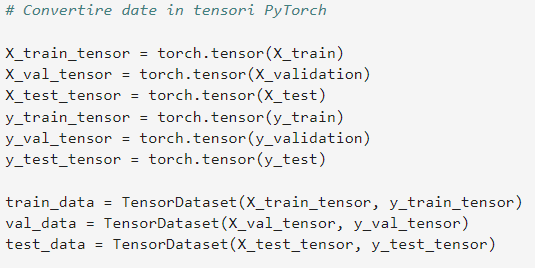 # Convertire date in tensori PyTorch
X_train_tensor = torch.tensor(X_train)
X_val_tensor = torch.tensor(X_validation)
X_test_tensor = torch.tensor(X_test)
y_train_tensor = torch.tensor(y_train)
y_val_tensor = torch.tensor(y_validation)
y_test_tensor = torch.tensor(y_test)
train_data = TensorDataset(X_train_tensor, y_train_tensor)
val_data = TensorDataset(X_val_tensor, y_val_tensor)
test_data = TensorDataset(X_test_tensor, y_test_tensor)